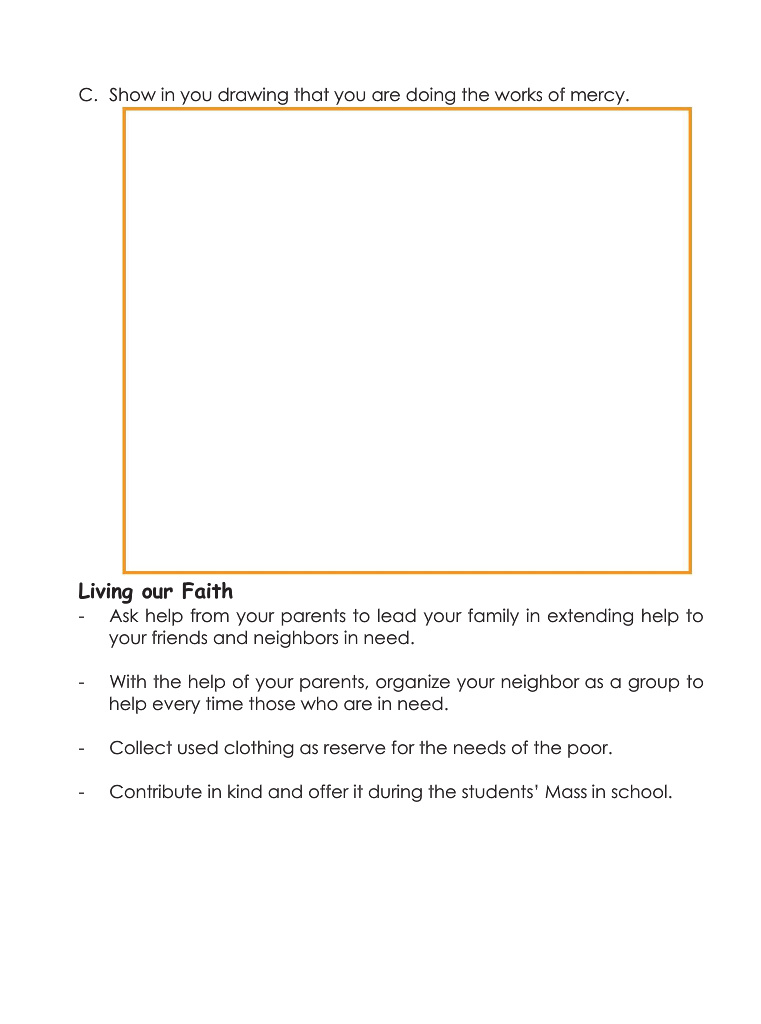 C. Show in you drawing that you are doing the works of mercy.
Living our Faith
- Ask help from your parents to lead your family in extending help to
your friends and neighbors in need.
- With the help of your parents, organize your neighbor as a group to
help every time those who are in need.
- Collect used clothing as reserve for the needs of the poor.
- Contribute in kind and offer it during the students' Mass in school.